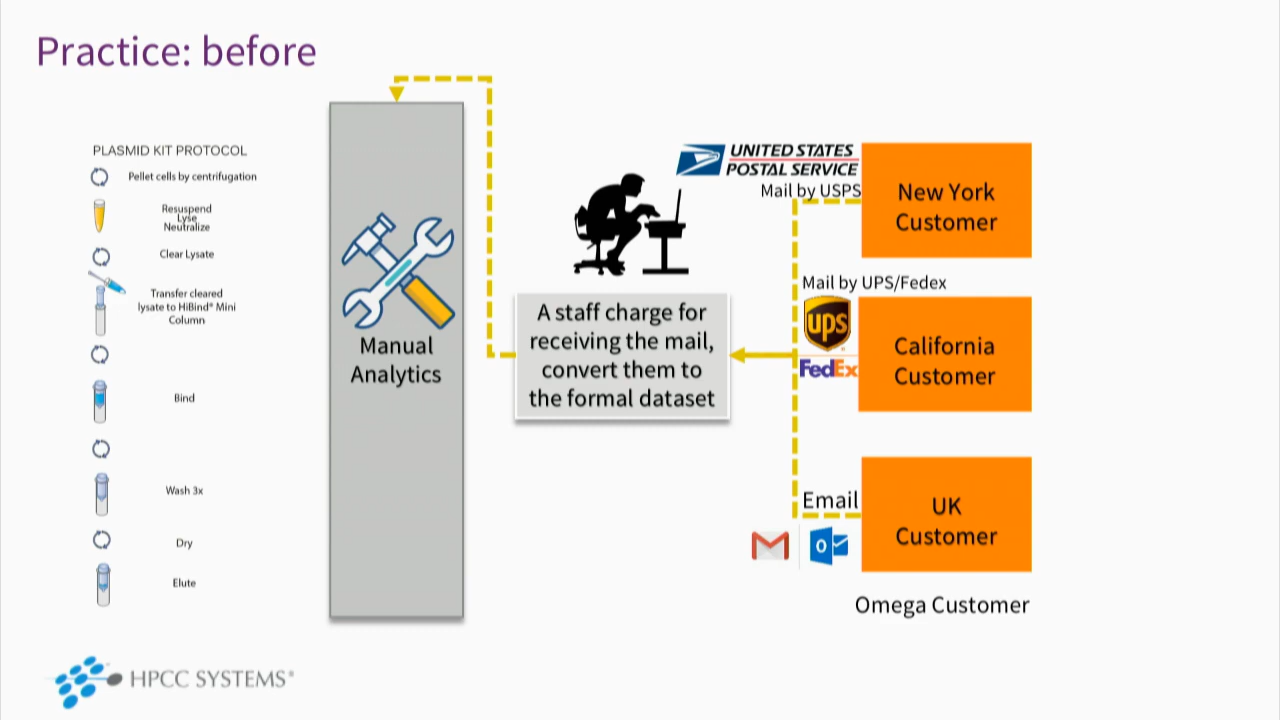 Practice: before
PLASMID KIT PROTOCOL
Pellet cells by centrifugation
Resuspend
Lyse
Neutralize
Clear Lysate
Transfer cleared
lysate to HiBind® Mini
Column
Bind
Wash 3x
Dry
Elute
Manual
Analytics
A staff charge for
receiving the mail,
convert them to
the formal dataset
UNITED STATES
POSTAL SERVICE
Mail by USPS
New York
Customer
Mail by UPS/Fedex
ups
FedEx
California
Customer
Email
UK
Customer
Omega Customer
HPCC SYSTEMS®